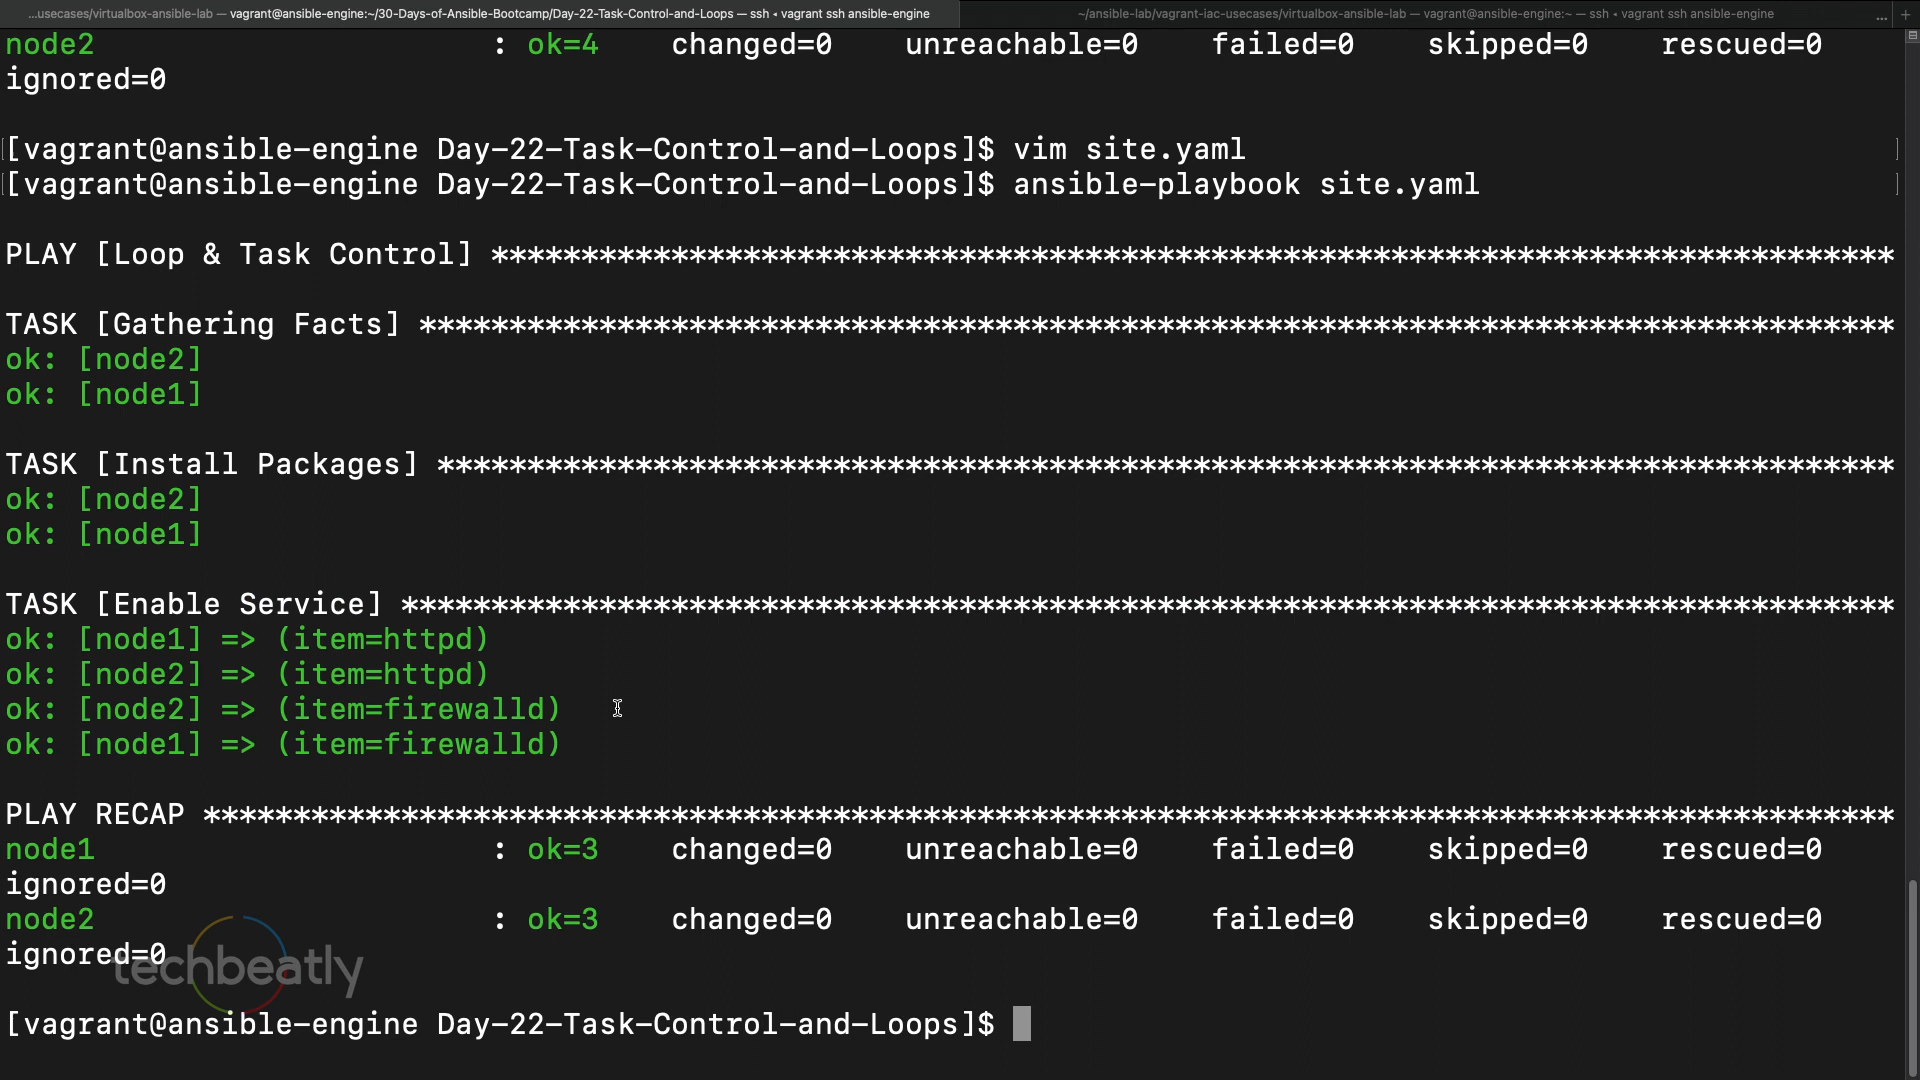 ...usecases/virtualbox-ansible-lab — vagrant@ansible-engine:~/30-Days-of-Ansible-Bootcamp/Day-22-Task-Control-and-Loops — ssh ◂ vagrant ssh ansible-engine
~/ansible-lab/vagrant-iac-usecases/virtualbox-ansible-lab — vagrant@ansible-engine:~ — ssh ◂ vagrant ssh ansible-engine
... +
node2 : ok=4 changed=0 unreachable=0 failed=0 skipped=0 rescued=0
ignored=0
[vagrant@ansible-engine Day-22-Task-Control-and-Loops]$ vim site.yaml
[vagrant@ansible-engine Day-22-Task-Control-and-Loops]$ ansible-playbook site.yaml
PLAY [Loop & Task Control] ******************************************************************************
TASK [Gathering Facts] **********************************************************************************
ok: [node2]
ok: [node1]
TASK [Install Packages] *********************************************************************************
ok: [node2]
ok: [node1]
TASK [Enable Service] ***********************************************************************************
ok: [node1] => (item=httpd)
ok: [node2] => (item=httpd)
ok: [node2] => (item=firewalld)
ok: [node1] => (item=firewalld)
PLAY RECAP **********************************************************************************************
node1 : ok=3 changed=0 unreachable=0 failed=0 skipped=0 rescued=0
ignored=0
node2 : ok=3 changed=0 unreachable=0 failed=0 skipped=0 rescued=0
ignored=0
techbeatly
[vagrant@ansible-engine Day-22-Task-Control-and-Loops]$